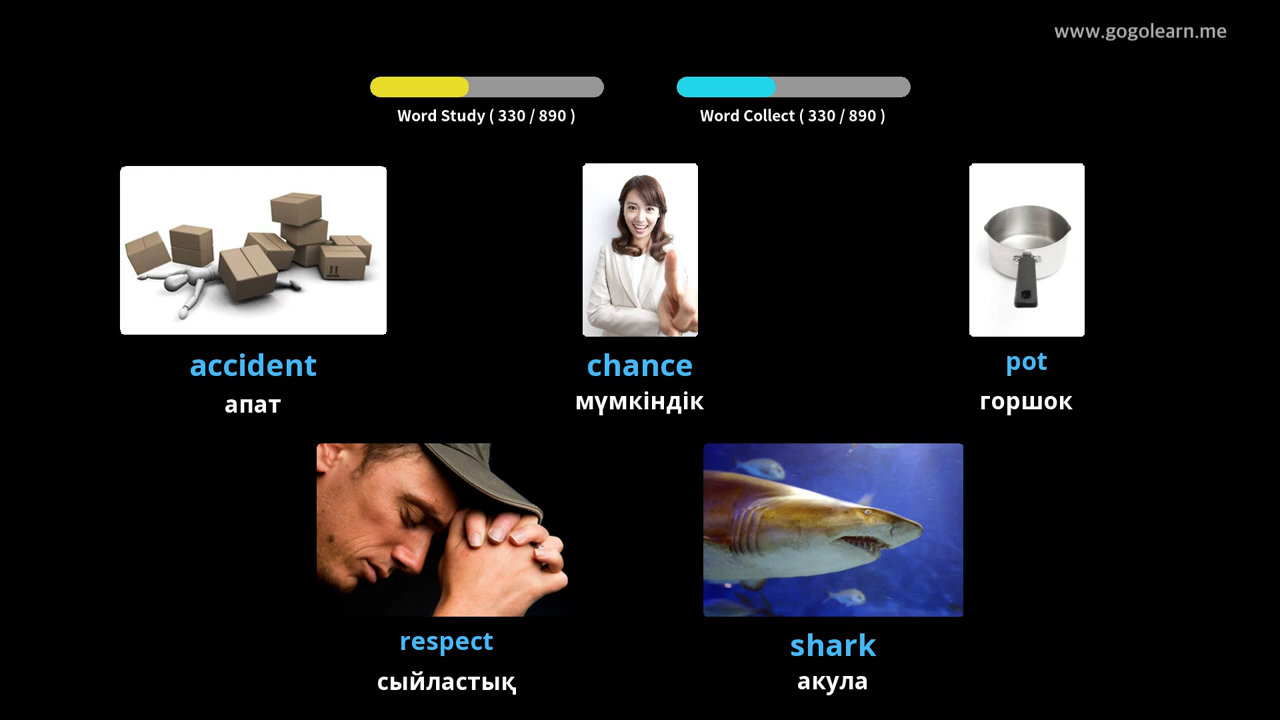 www.gogolearn.me
Word Study ( 330 / 890 )
Word Collect ( 330 / 890 )
accident
апат
chance
мүмкіндік
pot
горшок
respect
сыйластық
shark
акула